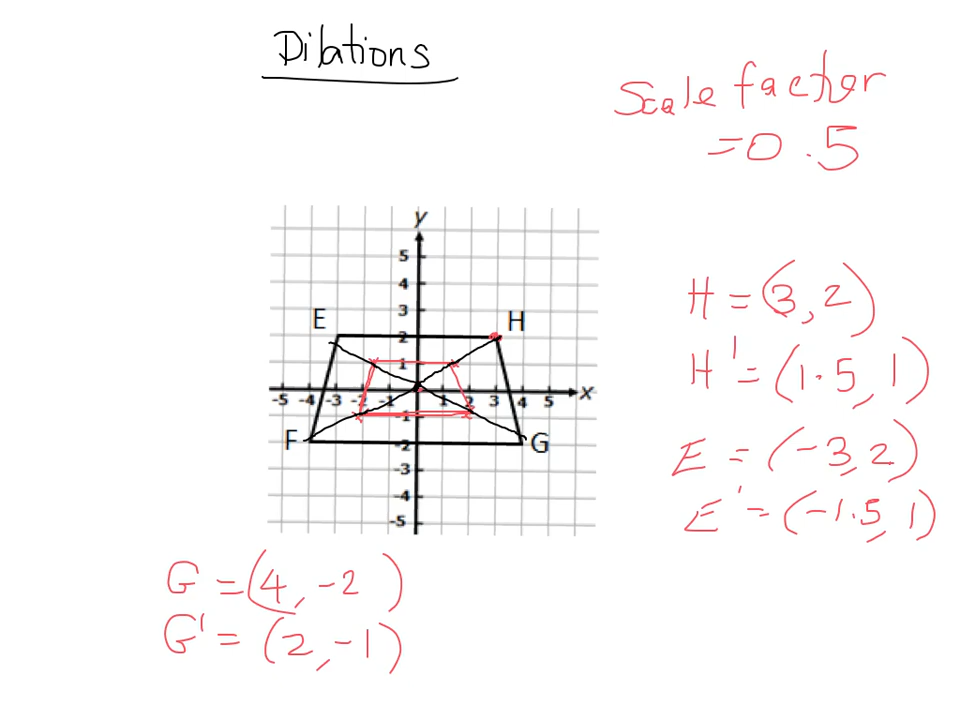 Dilations
Scale factor
= 0.5
y
5
4
3
E
H
2
1
-5 -4 -3 -2 -1 1 2 3 4 5 x
-1
F
-2
G
-3
-4
-5
H = (3, 2)
H' = (1.5, 1)
E = (-3, 2)
E' = (-1.5, 1)
G = (4, -2)
G' = (2, -1)